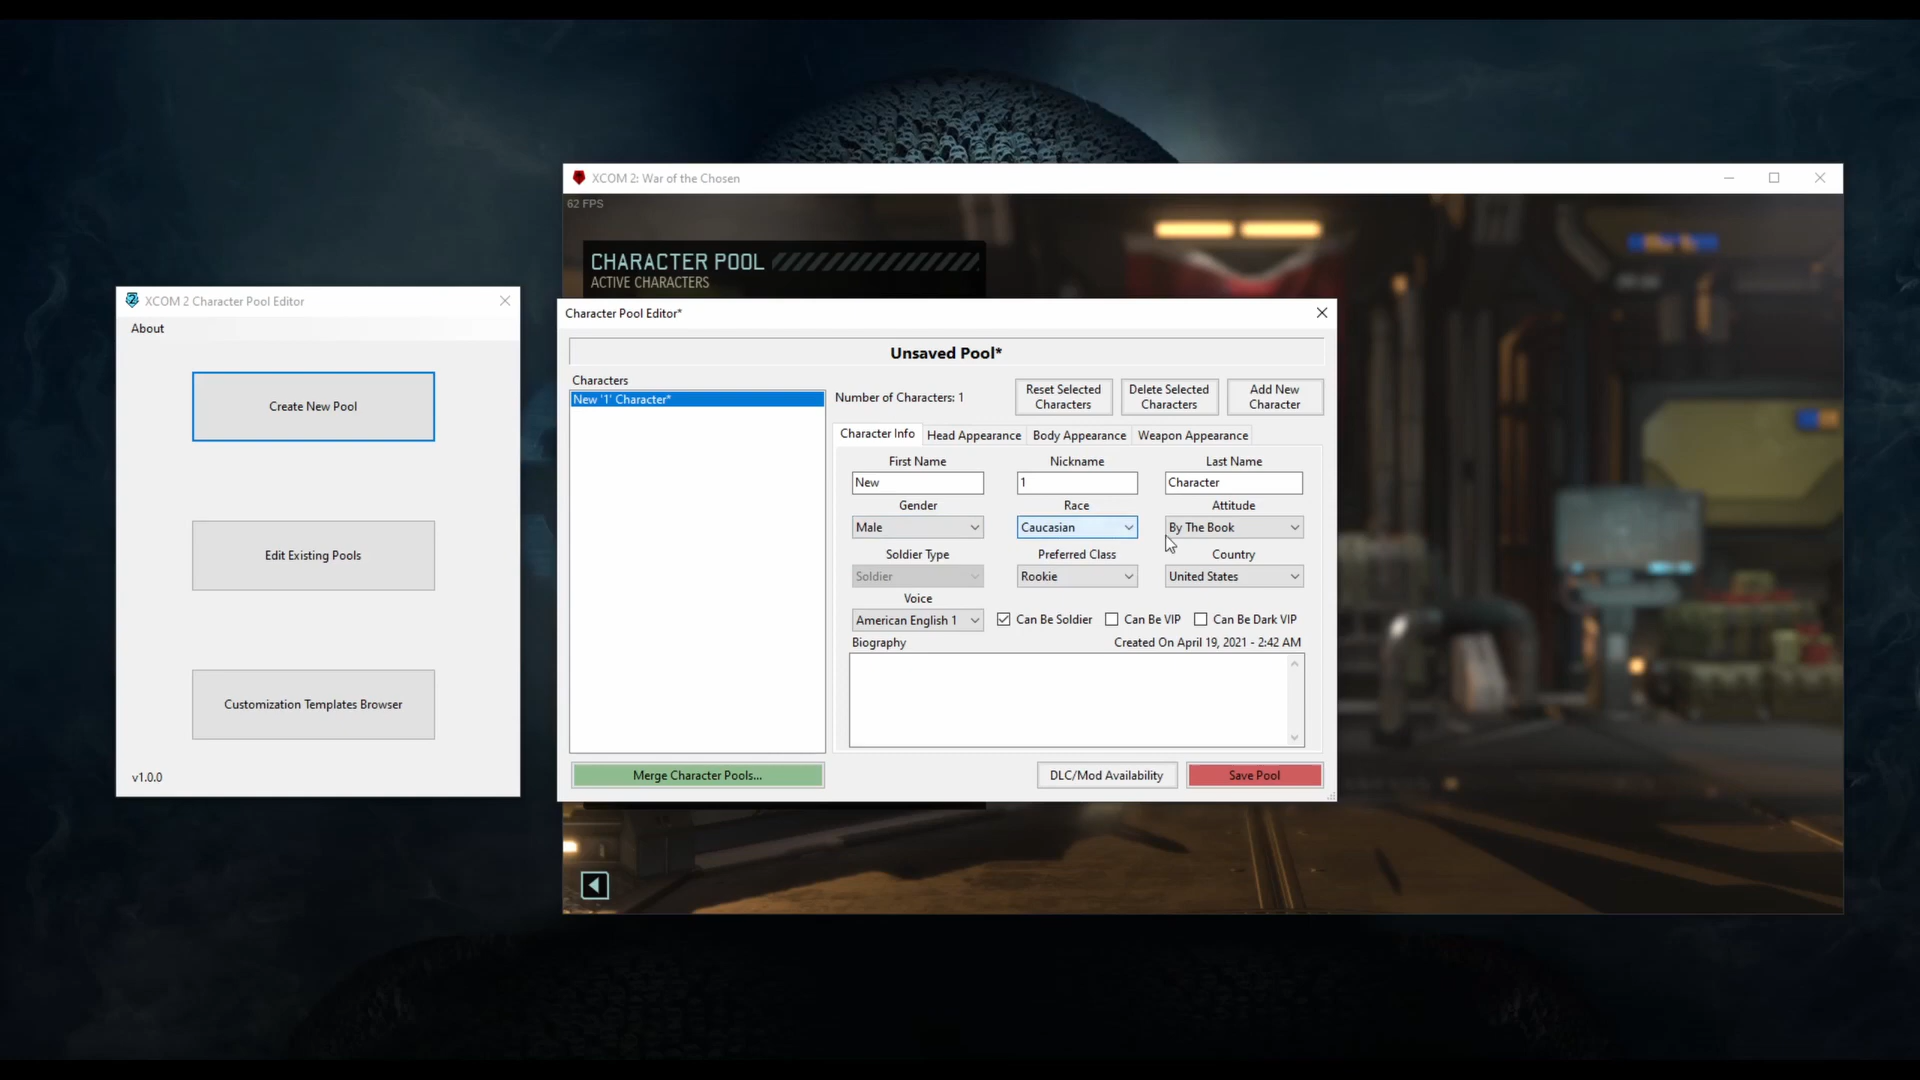 XCOM 2: War of the Chosen
62 FPS
CHARACTER POOL
ACTIVE CHARACTERS
XCOM 2 Character Pool Editor
About
Create New Pool
Edit Existing Pools
Customization Templates Browser
v1.0.0
Character Pool Editor*
Unsaved Pool*
Characters
New '1' Character*
Number of Characters: 1
Reset Selected Characters
Delete Selected Characters
Add New Character
Character Info
Head Appearance
Body Appearance
Weapon Appearance
First Name
Nickname
Last Name
New
1
Character
Gender
Race
Attitude
Male
Caucasian
By The Book
Soldier Type
Preferred Class
Country
Soldier
Rookie
United States
Voice
American English 1
Can Be Soldier
Can Be VIP
Can Be Dark VIP
Biography
Created On April 19, 2021 - 2:42 AM
Merge Character Pools...
DLC/Mod Availability
Save Pool